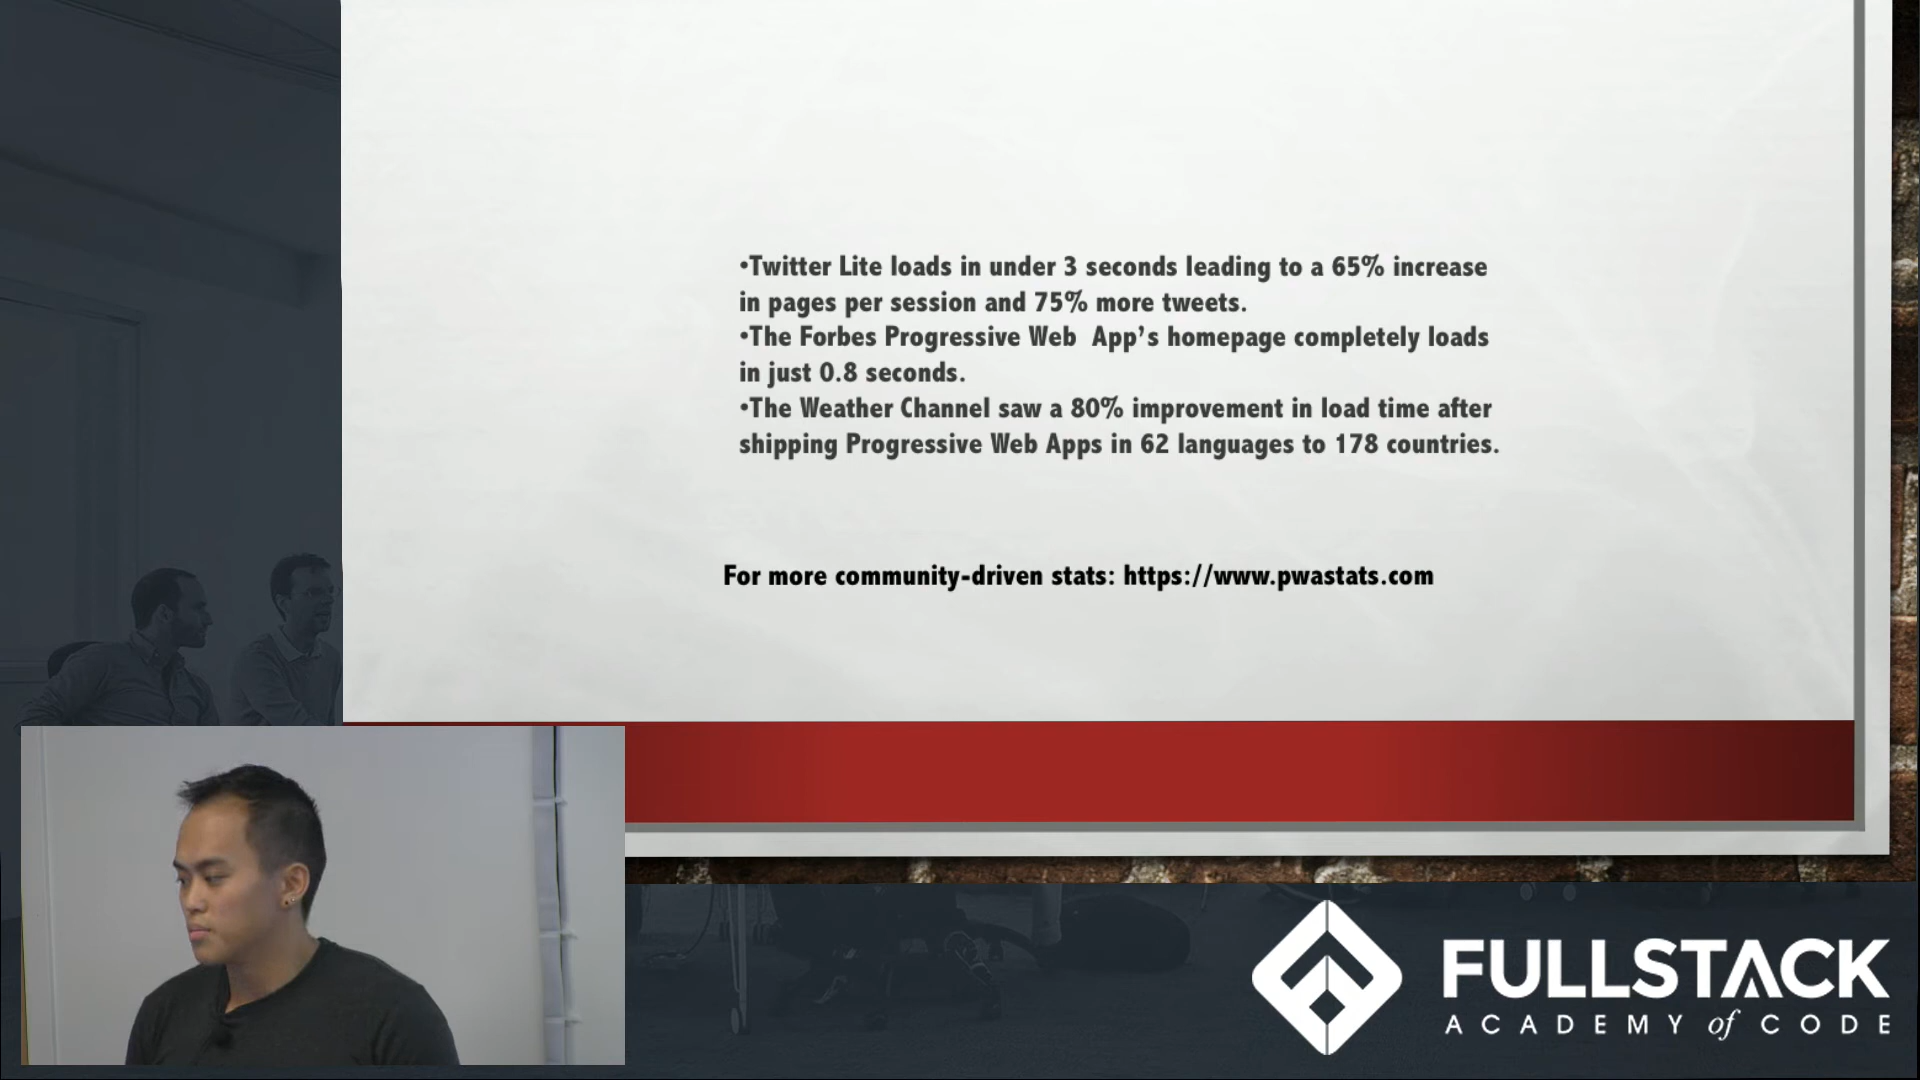 •Twitter Lite loads in under 3 seconds leading to a 65% increase
in pages per session and 75% more tweets.
•The Forbes Progressive Web App’s homepage completely loads
in just 0.8 seconds.
•The Weather Channel saw a 80% improvement in load time after
shipping Progressive Web Apps in 62 languages to 178 countries.
For more community-driven stats: https://www.pwastats.com
FULLSTACK
ACADEMY of CODE